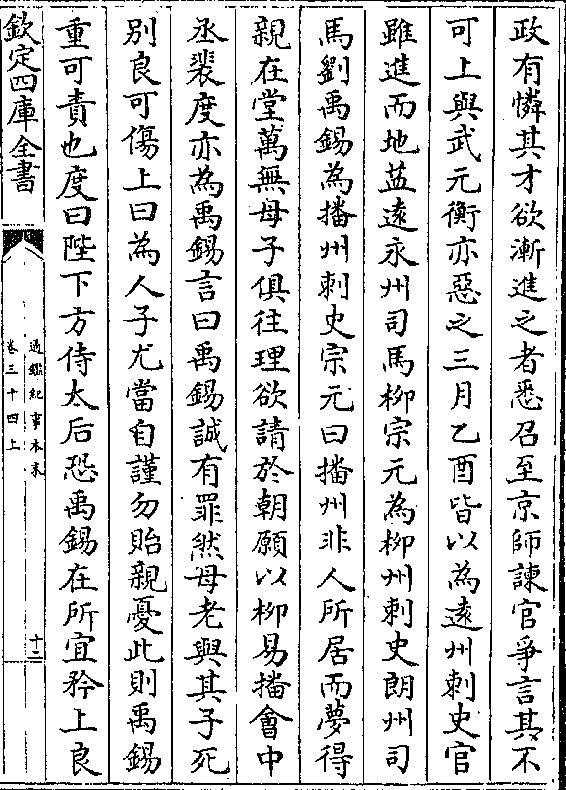 政有憐其才欲漸進之者悉召至京師諫官爭言其不
可上與武元衡亦惡之三月乙酉皆以為遠州刺史官
雖進而地益遠永州司馬柳宗元為柳州刺史朗州司
馬劉禹錫為播州刺史宗元曰播州非人所居而夢得
親在堂萬無母子俱往理欲請於朝願以柳易播會中
丞裴度亦為禹錫言曰禹錫誠有罪然母老與其子死
別良可傷上曰為人子尤當自謹勿貽親憂此則禹錫
重可責也度曰陛下方侍太后恐禹錫在所宜矜上良
欽定四庫全書
通鑑紀事本末
卷三十四上
十二